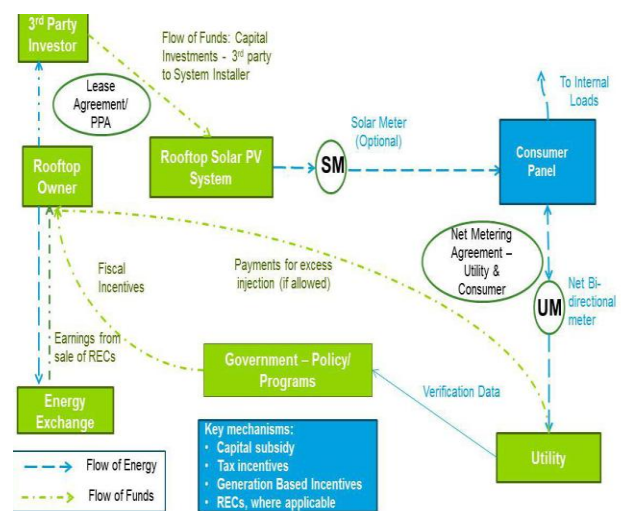 3rd Party
Investor
Flow of Funds: Capital
Investments - 3rd party
to System Installer
Lease
Agreement/
PPA
To Internal
Loads
Solar Meter
(Optional)
Rooftop
Owner
Rooftop Solar PV
System
SM
Consumer
Panel
Net Metering
Agreement –
Utility &
Consumer
Fiscal
Incentives
Payments for excess
injection (if allowed)
UM
Net Bi-
directional
meter
Earnings from
sale of RECs
Government – Policy/
Programs
Verification Data
Energy
Exchange
Key mechanisms:
• Capital subsidy
• Tax incentives
• Generation Based Incentives
• RECs, where applicable
Utility
Flow of Energy
Flow of Funds